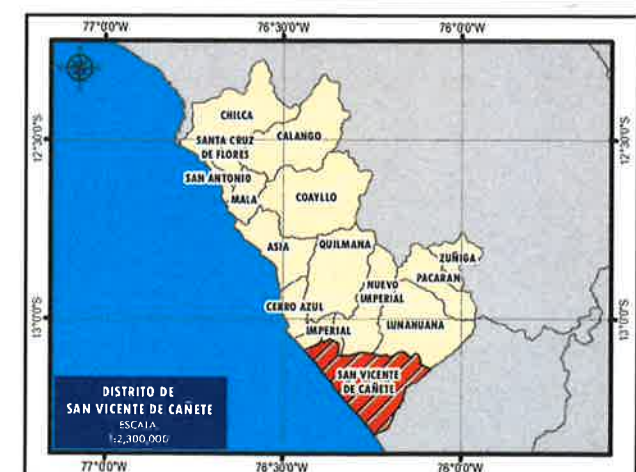 77°0'0"W 76°30'0"W 76°0'0"W
12°30'0"S 12°30'0"S
13°0'0"S 13°0'0"S
CHILCA
SANTA CRUZ
DE FLORES
CALANGO
SAN ANTONIO
MALA
COAYLLO
ASIA
QUILMANA
ZUÑIGA
PACARAN
NUEVO
IMPERIAL
CERRO AZUL
IMPERIAL
LUNAHUANA
SAN VICENTE
DE CAÑETE
DISTRITO DE
SAN VICENTE DE CAÑETE
ESCALA
1:2,300,000
77°0'0"W 76°30'0"W 76°0'0"W